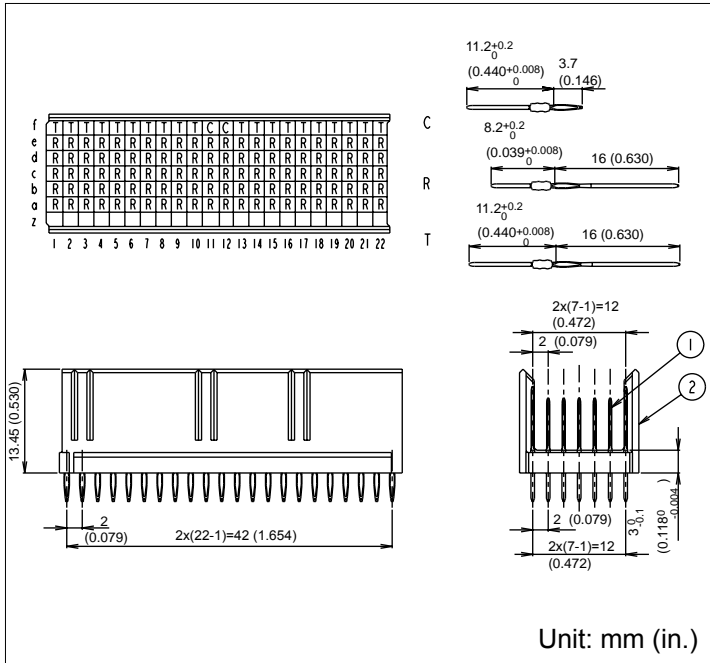 f T T T T T T T T T T C C T T T T T T T T T T
e R R R R R R R R R R R R R R R R R R R R R R
d R R R R R R R R R R R R R R R R R R R R R R
c R R R R R R R R R R R R R R R R R R R R R R
b R R R R R R R R R R R R R R R R R R R R R R
a R R R R R R R R R R R R R R R R R R R R R R
z
1 2 3 4 5 6 7 8 9 10 11 12 13 14 15 16 17 18 19 20 21 22
C
11.2+0.2 0
(0.440+0.008 0)
3.7
(0.146)
R
8.2+0.2 0
(0.039+0.008 0)
16 (0.630)
T
11.2+0.2 0
(0.440+0.008 0)
16 (0.630)
13.45 (0.530)
2
(0.079)
2x(22-1)=42 (1.654)
2x(7-1)=12
(0.472)
2 (0.079)
1
2
2 (0.079)
2x(7-1)=12
(0.472)
3 0 -0.1
(0.118 0 -0.004)
Unit: mm (in.)